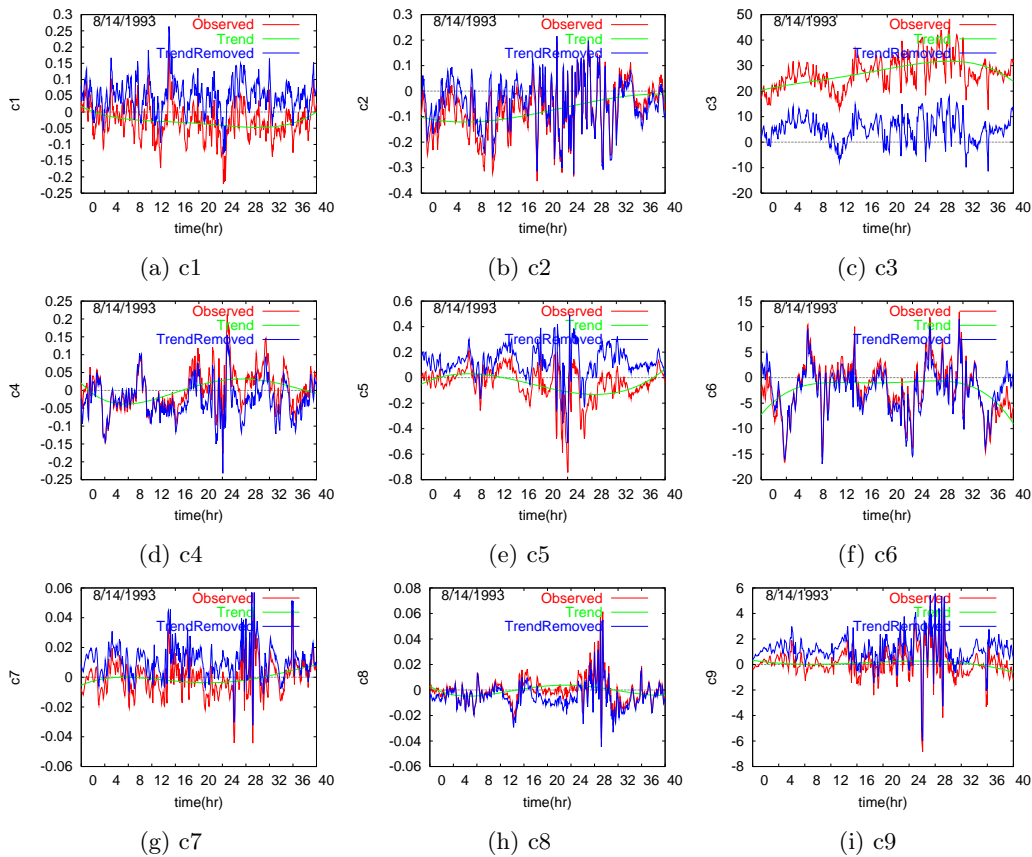 8/14/1993
Observed
Trend
TrendRemoved
0.3
0.25
0.2
0.15
0.1
0.05
0
-0.05
-0.1
-0.15
-0.2
-0.25
c1
0 4 8 12 16 20 24 28 32 36 40
time(hr)
(a) c1
8/14/1993
Observed
Trend
TrendRemoved
0.3
0.2
0.1
0
-0.1
-0.2
-0.3
-0.4
c2
0 4 8 12 16 20 24 28 32 36 40
time(hr)
(b) c2
8/14/1993
Observed
Trend
TrendRemoved
50
40
30
20
10
0
-10
-20
c3
0 4 8 12 16 20 24 28 32 36 40
time(hr)
(c) c3
8/14/1993
Observed
Trend
TrendRemoved
0.25
0.2
0.15
0.1
0.05
0
-0.05
-0.1
-0.15
-0.2
-0.25
c4
0 4 8 12 16 20 24 28 32 36 40
time(hr)
(d) c4
8/14/1993
Observed
Trend
TrendRemoved
0.6
0.4
0.2
0
-0.2
-0.4
-0.6
-0.8
c5
0 4 8 12 16 20 24 28 32 36 40
time(hr)
(e) c5
8/14/1993
Observed
Trend
TrendRemoved
15
10
5
0
-5
-10
-15
-20
c6
0 4 8 12 16 20 24 28 32 36 40
time(hr)
(f) c6
8/14/1993
Observed
Trend
TrendRemoved
0.06
0.04
0.02
0
-0.02
-0.04
-0.06
c7
0 4 8 12 16 20 24 28 32 36 40
time(hr)
(g) c7
8/14/1993
Observed
Trend
TrendRemoved
0.08
0.06
0.04
0.02
0
-0.02
-0.04
-0.06
c8
0 4 8 12 16 20 24 28 32 36 40
time(hr)
(h) c8
8/14/1993
Observed
Trend
TrendRemoved
6
4
2
0
-2
-4
-6
-8
c9
0 4 8 12 16 20 24 28 32 36 40
time(hr)
(i) c9